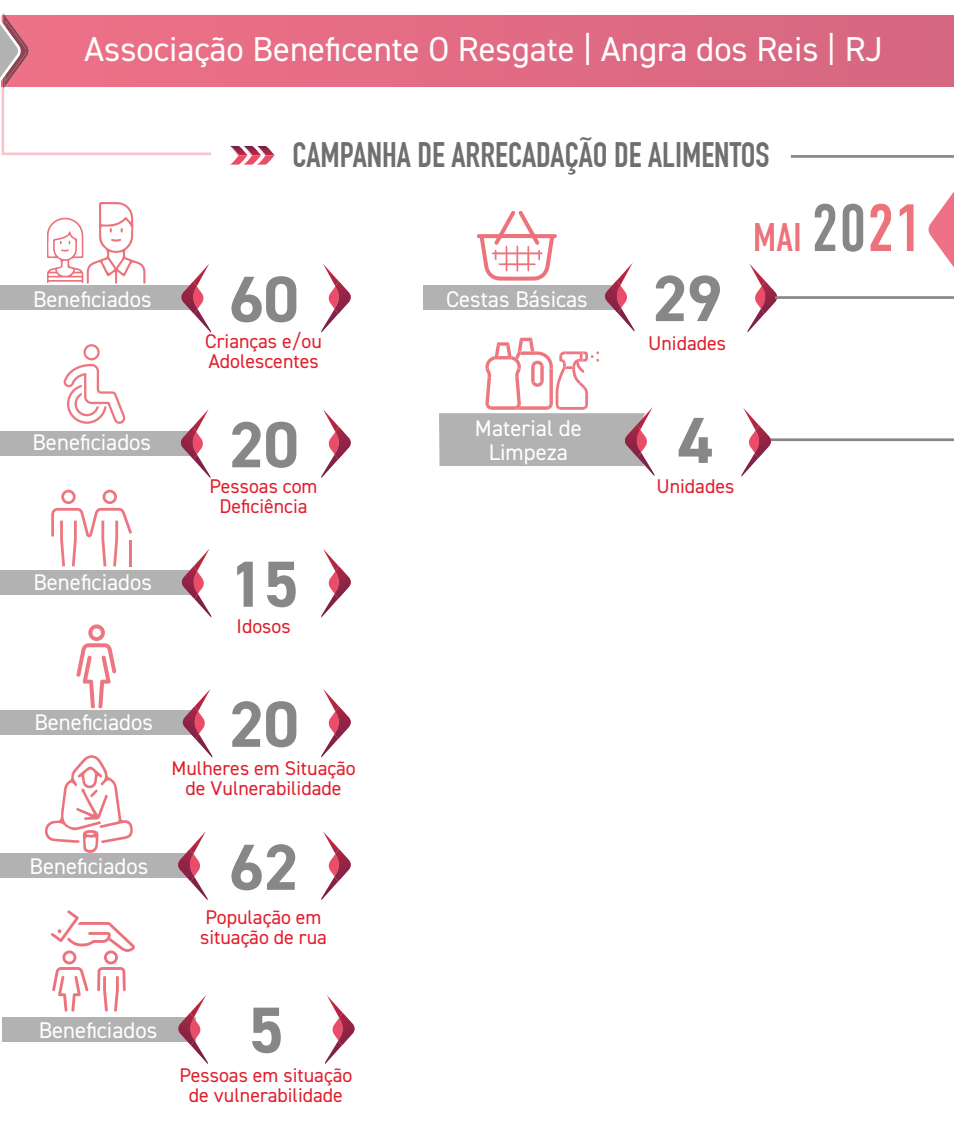 Associação Beneficente O Resgate | Angra dos Reis | RJ
CAMPANHA DE ARRECADAÇÃO DE ALIMENTOS
MAI 2021
Beneficiados
60
Crianças e/ou
Adolescentes
Beneficiados
20
Pessoas com
Deficiência
Beneficiados
15
Idosos
Beneficiados
20
Mulheres em Situação
de Vulnerabilidade
Beneficiados
62
População em
situação de rua
Beneficiados
5
Pessoas em situação
de vulnerabilidade
Cestas Básicas
29
Unidades
Material de
Limpeza
4
Unidades